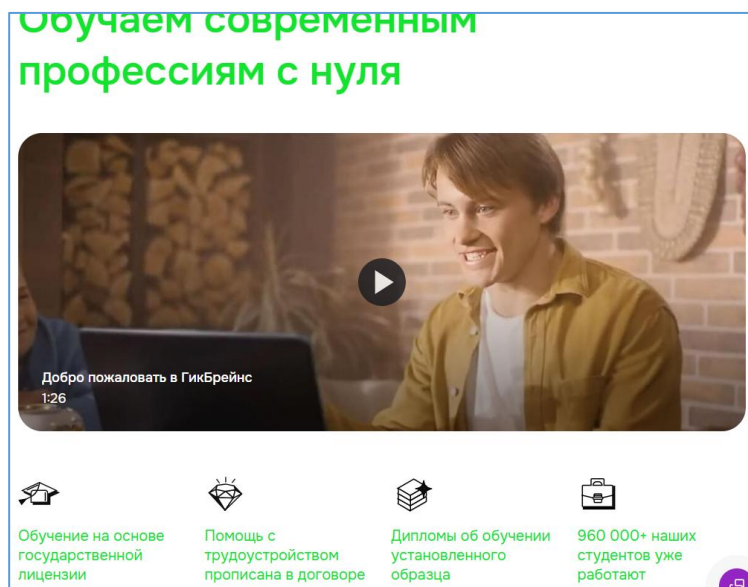 Обучаем современным
профессиям с нуля
Добро пожаловать в ГикБрейнс
1:26
Обучение на основе
государственной
лицензии
Помощь с
трудоустройством
прописана в договоре
Дипломы об обучении
установленного
образца
960 000+ наших
студентов уже
работают